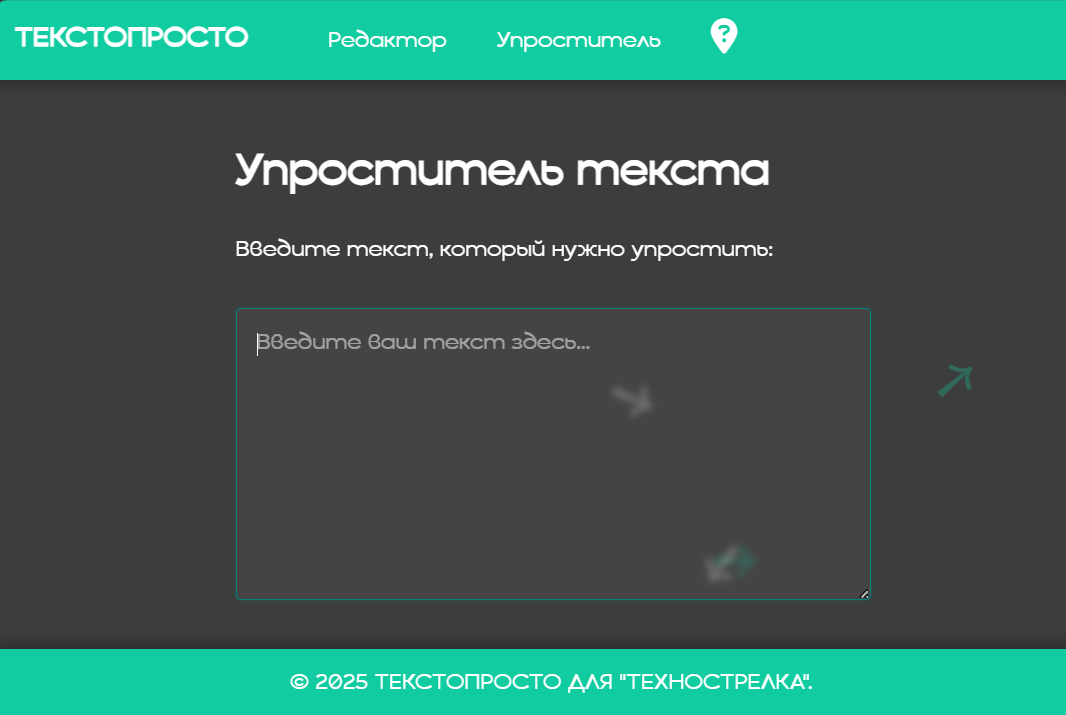 ТЕКСТОПРОСТО Редактор Упроститель ?
Упроститель текста
Введите текст, который нужно упростить:
Введите ваш текст здесь...
© 2025 ТЕКСТОПРОСТО ДЛЯ "ТЕХНОСТРЕЛКА".